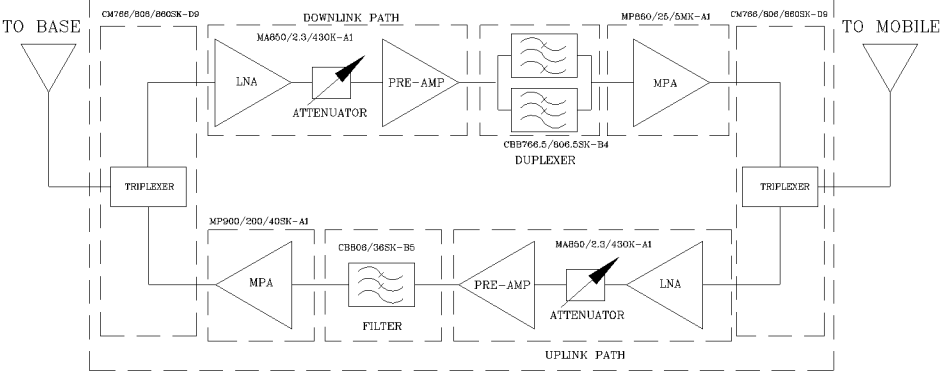 CM766/806/860SK-D9
DOWNLINK PATH
MP860/25/5MK-A1
CM766/806/860SK-D9
TO BASE
TO MOBILE
MA850/2.3/430K-A1
LNA
PRE-AMP
MPA
ATTENUATOR
CBB766.5/806.5SK-B4
DUPLEXER
TRIPLEXER
TRIPLEXER
MP900/200/40SK-A1
CB806/36SK-B5
MA850/2.3/430K-A1
MPA
PRE-AMP
LNA
ATTENUATOR
FILTER
UPLINK PATH